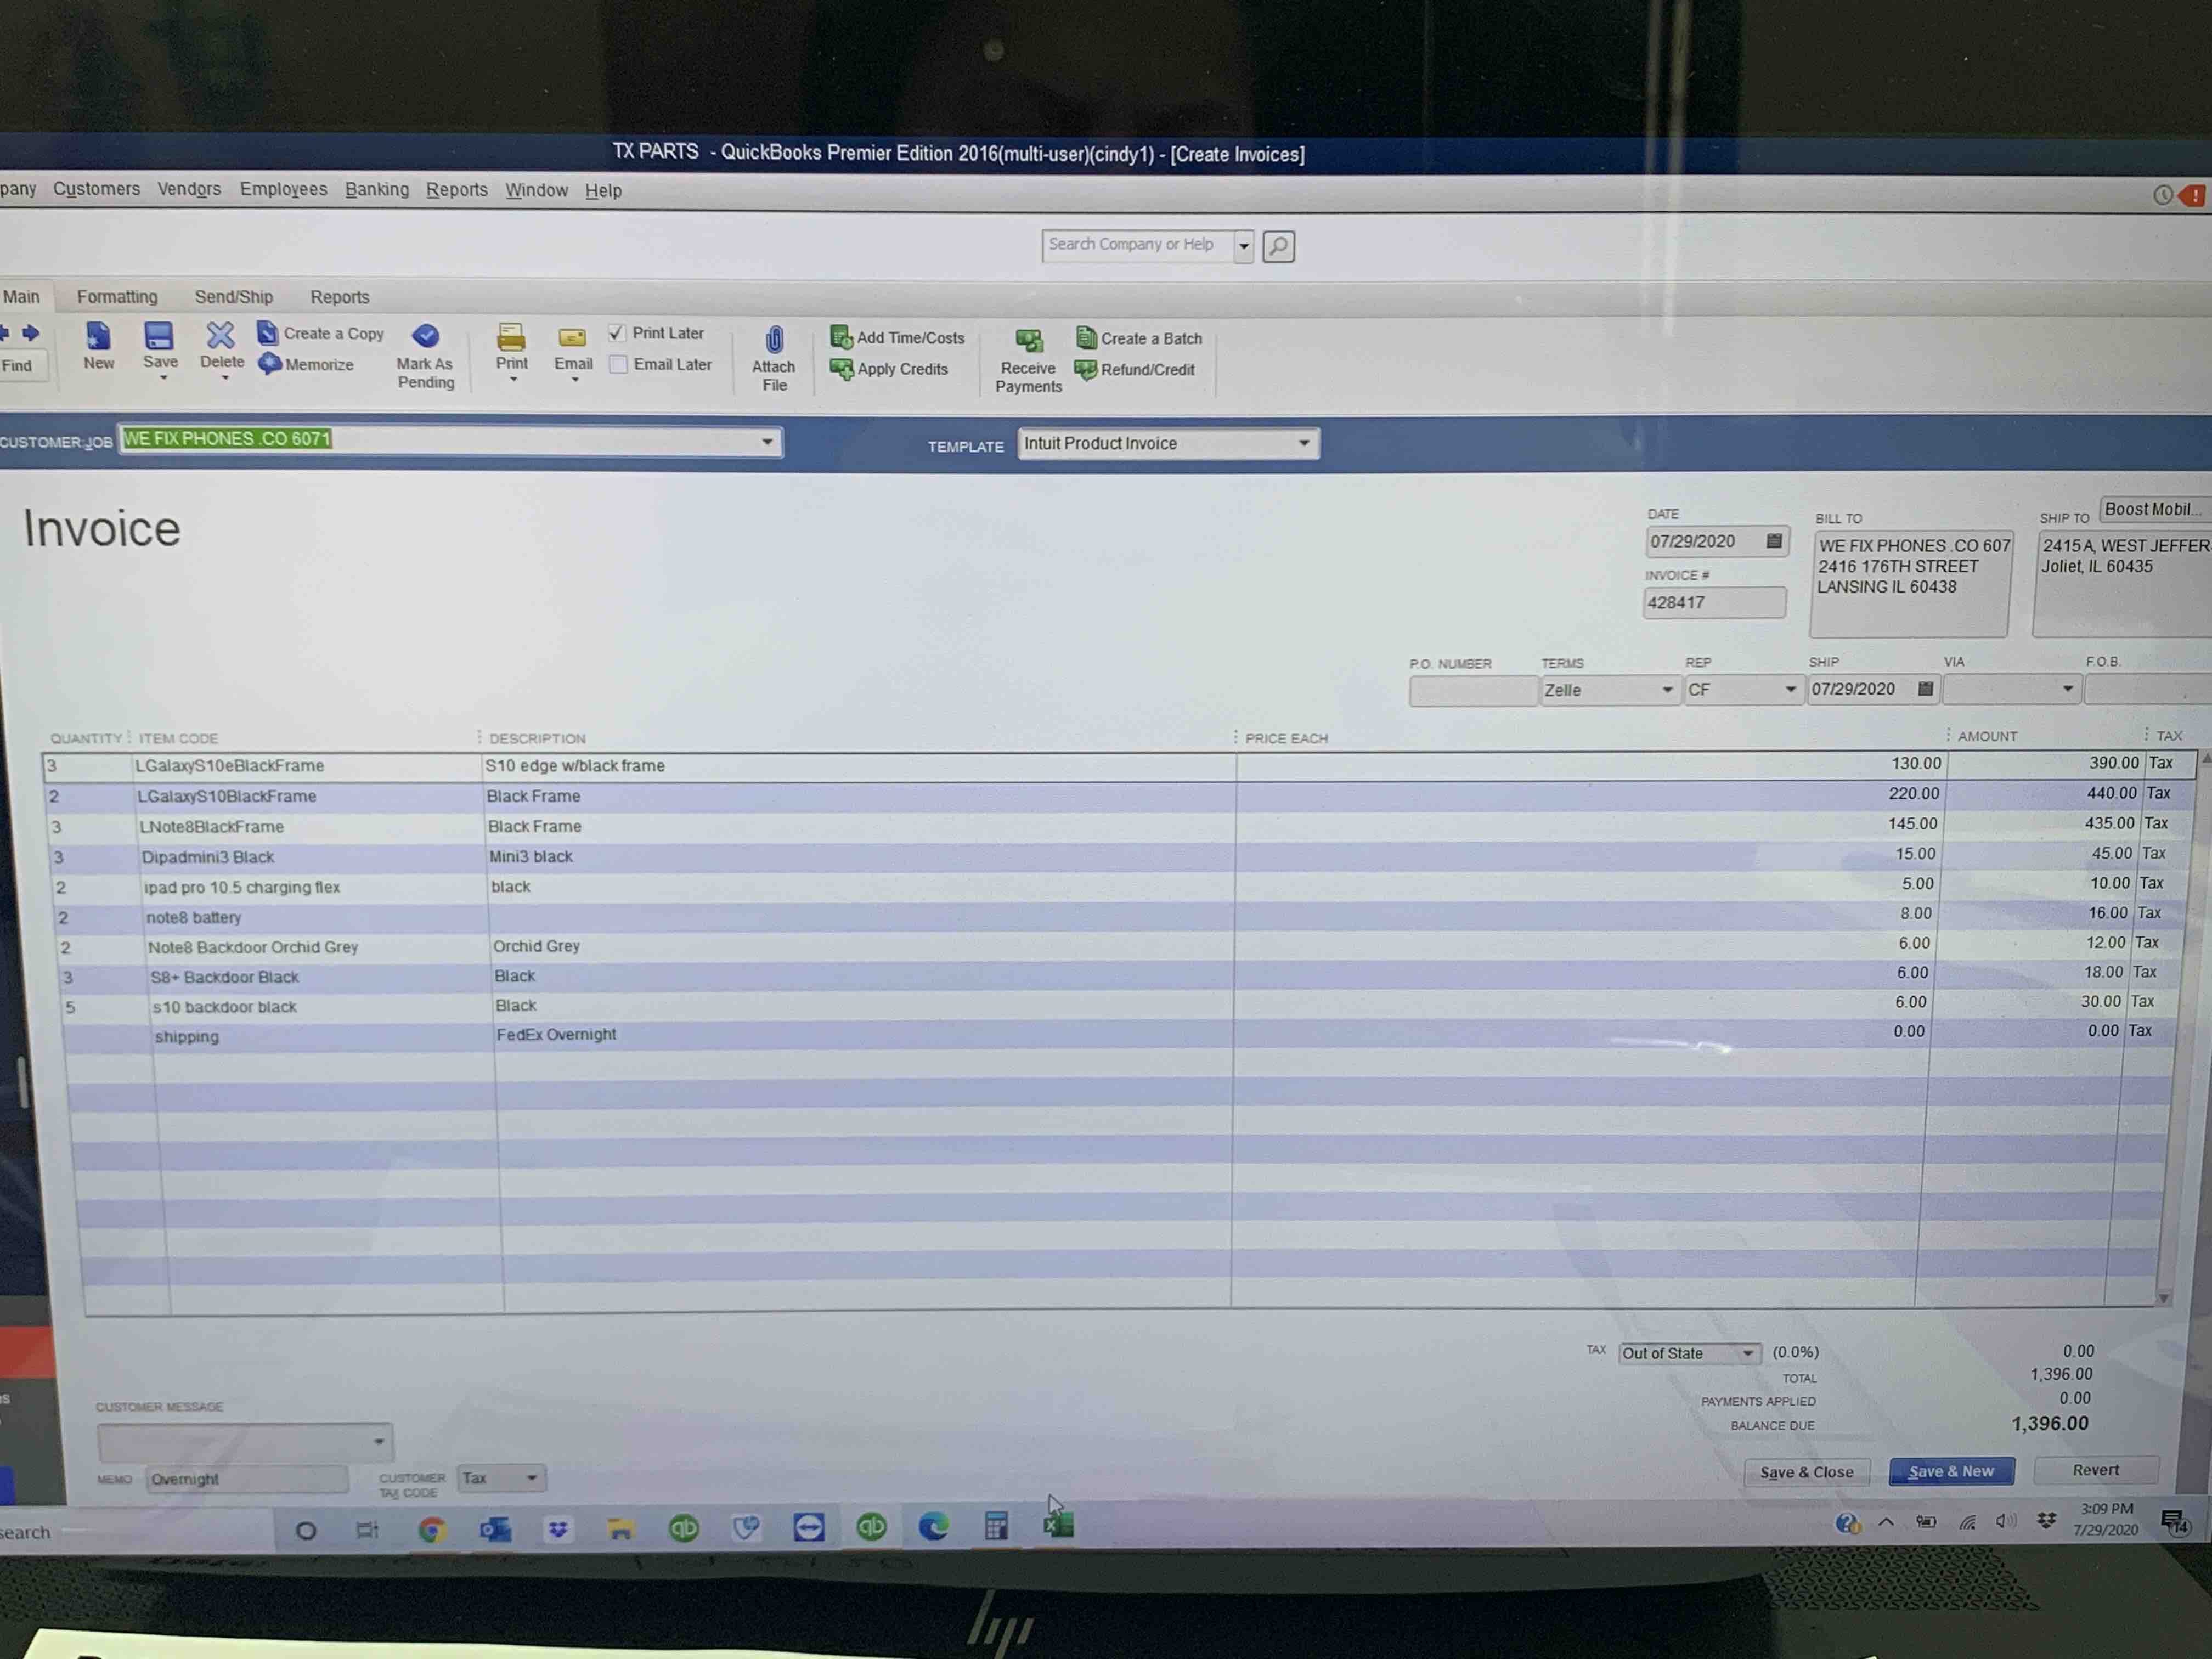 TX PARTS - QuickBooks Premier Edition 2016(multi-user)(cindy1) - [Create Invoices]
pany Customers Vendors Employees Banking Reports Window Help
Search Company or Help
Main Formatting Send/Ship Reports
Find New Save Delete Create a Copy Memorize Mark As Pending Print Email Print Later Email Later Attach File Add Time/Costs Apply Credits Receive Payments Create a Batch Refund/Credit
CUSTOMER:JOB WE FIX PHONES .CO 6071 TEMPLATE Intuit Product Invoice
Invoice
DATE
07/29/2020
INVOICE #
428417
BILL TO
WE FIX PHONES .CO 607
2416 176TH STREET
LANSING IL 60438
SHIP TO Boost Mobil...
2415 A, WEST JEFFER
Joliet, IL 60435
P.O. NUMBER TERMS REP SHIP VIA F.O.B.
Zelle CF 07/29/2020
QUANTITY ITEM CODE DESCRIPTION PRICE EACH AMOUNT TAX
3 LGalaxyS10eBlackFrame S10 edge w/black frame 130.00 390.00 Tax
2 LGalaxyS10BlackFrame Black Frame 220.00 440.00 Tax
3 LNote8BlackFrame Black Frame 145.00 435.00 Tax
3 Dipadmini3 Black Mini3 black 15.00 45.00 Tax
2 ipad pro 10.5 charging flex black 5.00 10.00 Tax
2 note8 battery 8.00 16.00 Tax
2 Note8 Backdoor Orchid Grey Orchid Grey 6.00 12.00 Tax
3 S8+ Backdoor Black Black 6.00 18.00 Tax
5 s10 backdoor black Black 6.00 30.00 Tax
shipping FedEx Overnight 0.00 0.00 Tax
TAX Out of State (0.0%) 0.00
TOTAL 1,396.00
PAYMENTS APPLIED 0.00
BALANCE DUE 1,396.00
CUSTOMER MESSAGE
MEMO Overnight CUSTOMER TAX CODE Tax
Save & Close Save & New Revert
search
3:09 PM
7/29/2020
14
hp